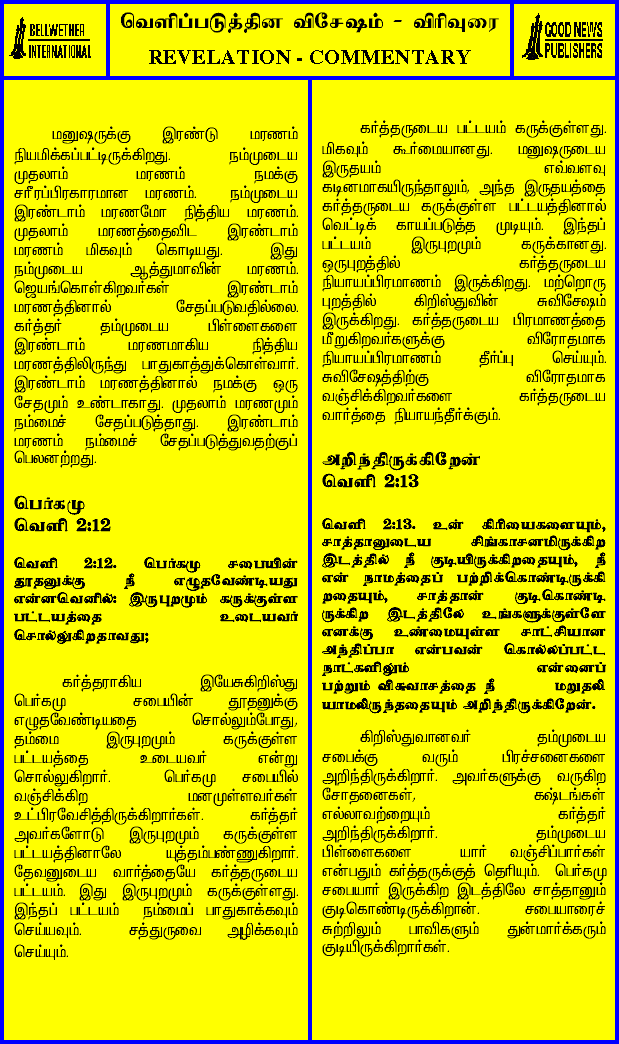 BELLWETHER
INTERNATIONAL
வெளிப்படுத்தின விசேஷம் - விரிவுரை
REVELATION - COMMENTARY
GOOD NEWS
PUBLISHERS
மனுஷருக்கு இரண்டு மரணம்
நியமிக்கப்பட்டிருக்கிறது. நம்முடைய
முதலாம் மரணம் நமக்கு
சரீரப்பிரகாரமான மரணம். நம்முடைய
இரண்டாம் மரணமோ நித்திய மரணம்.
முதலாம் மரணத்தைவிட இரண்டாம்
மரணம் மிகவும் கொடியது. இது
நம்முடைய ஆத்துமாவின் மரணம்.
ஜெயங்கொள்கிறவர்கள் இரண்டாம்
மரணத்தினால் சேதப்படுவதில்லை.
கர்த்தர் தம்முடைய பிள்ளைகளை
இரண்டாம் மரணமாகிய நித்திய
மரணத்திலிருந்து பாதுகாத்துக்கொள்வார்.
இரண்டாம் மரணத்தினால் நமக்கு ஒரு
சேதமும் உண்டாகாது. முதலாம் மரணமும்
நம்மைச் சேதப்படுத்தாது. இரண்டாம்
மரணம் நம்மைச் சேதப்படுத்துவதற்குப்
பெலனற்றது.
பெர்கமு
வெளி 2:12
வெளி 2:12. பெர்கமு சபையின்
தூதனுக்கு நீ எழுதவேண்டியது
என்னவெனில்: இருபுறமும் கருக்குள்ள
பட்டயத்தை உடையவர்
சொல்லுகிறதாவது;
கர்த்தராகிய இயேசுகிறிஸ்து
பெர்கமு சபையின் தூதனுக்கு
எழுதவேண்டியதை சொல்லும்போது,
தம்மை இருபுறமும் கருக்குள்ள
பட்டயத்தை உடையவர் என்று
சொல்லுகிறார். பெர்கமு சபையில்
வஞ்சிக்கிற மனமுள்ளவர்கள்
உட்பிரவேசித்திருக்கிறார்கள். கர்த்தர்
அவர்களோடு இருபுறமும் கருக்குள்ள
பட்டயத்தினாலே யுத்தம்பண்ணுகிறார்.
தேவனுடைய வார்த்தையே கர்த்தருடைய
பட்டயம். இது இருபுறமும் கருக்குள்ளது.
இந்தப் பட்டயம் நம்மைப் பாதுகாக்கவும்
செய்யவும். சத்துருவை அழிக்கவும்
செய்யும்.
கர்த்தருடைய பட்டயம் கருக்குள்ளது.
மிகவும் கூர்மையானது. மனுஷருடைய
இருதயம் எவ்வளவு
கடினமாகயிருந்தாலும், அந்த இருதயத்தை
கர்த்தருடைய கருக்குள்ள பட்டயத்தினால்
வெட்டிக் காயப்படுத்த முடியும். இந்தப்
பட்டயம் இருபுறமும் கருக்கானது.
ஒருபுறத்தில் கர்த்தருடைய
நியாயப்பிரமாணம் இருக்கிறது. மற்றொரு
புறத்தில் கிறிஸ்துவின் சுவிசேஷம்
இருக்கிறது. கர்த்தருடைய பிரமாணத்தை
மீறுகிறவர்களுக்கு விரோதமாக
நியாயப்பிரமாணம் தீர்ப்பு செய்யும்.
சுவிசேஷத்திற்கு விரோதமாக
வஞ்சிக்கிறவர்களை கர்த்தருடைய
வார்த்தை நியாயந்தீர்க்கும்.
அறிந்திருக்கிறேன்
வெளி 2:13
வெளி 2:13. உன் கிரியைகளையும்,
சாத்தானுடைய சிங்காசனமிருக்கிற
இடத்தில் நீ குடியிருக்கிறதையும், நீ
என் நாமத்தைப் பற்றிக்கொண்டிருக்கி
றதையும், சாத்தான் குடிகொண்டி
ருக்கிற இடத்திலே உங்களுக்குள்ளே
எனக்கு உண்மையுள்ள சாட்சியான
அந்திப்பா என்பவன் கொல்லப்பட்ட
நாட்களிலும் என்னைப்
பற்றும் விசுவாசத்தை நீ மறுதலி
யாமலிருந்ததையும் அறிந்திருக்கிறேன்.
கிறிஸ்துவானவர் தம்முடைய
சபைக்கு வரும் பிரச்சனைகளை
அறிந்திருக்கிறார். அவர்களுக்கு வருகிற
சோதனைகள், கஷ்டங்கள்
எல்லாவற்றையும் கர்த்தர்
அறிந்திருக்கிறார். தம்முடைய
பிள்ளைகளை யார் வஞ்சிப்பார்கள்
என்பதும் கர்த்தருக்குத் தெரியும். பெர்கமு
சபையார் இருக்கிற இடத்திலே சாத்தானும்
குடிகொண்டிருக்கிறான். சபையாரைச்
சுற்றிலும் பாவிகளும் துன்மார்க்கரும்
குடியிருக்கிறார்கள்.